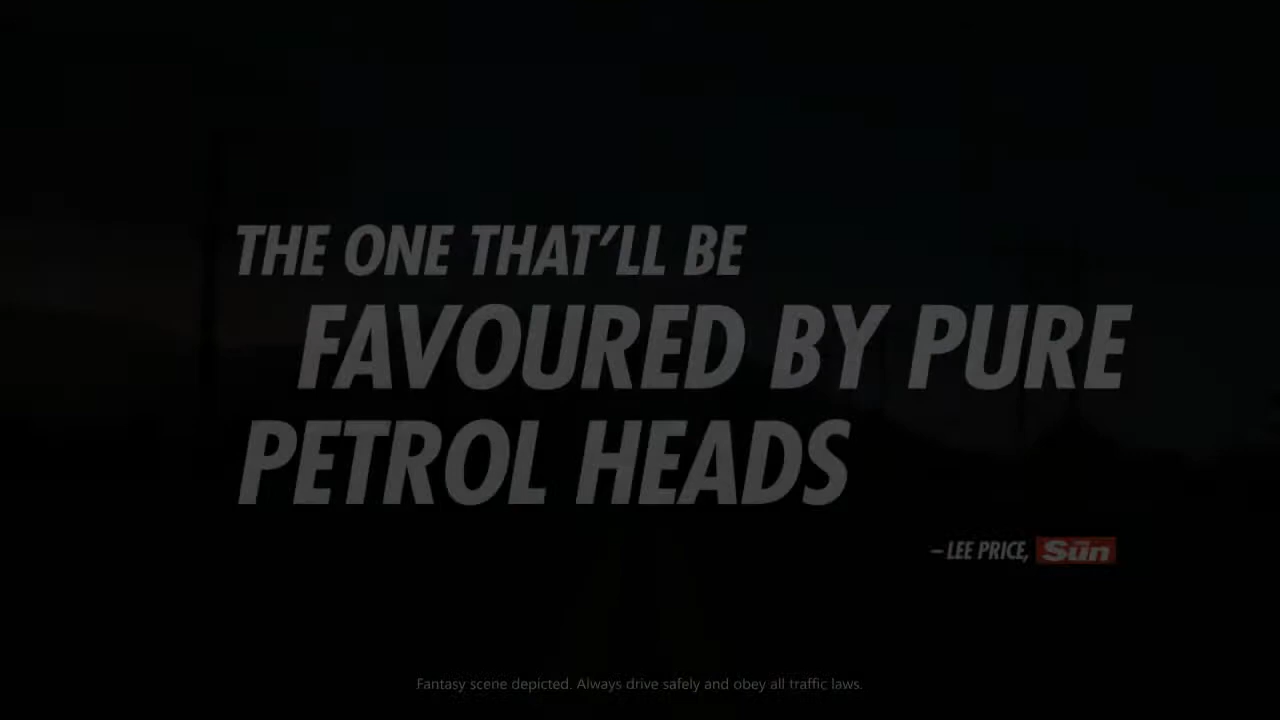 THE ONE THAT'LL BE
FAVOURED BY PURE
PETROL HEADS
– LEE PRICE, The Sun
Fantasy scene depicted. Always drive safely and obey all traffic laws.